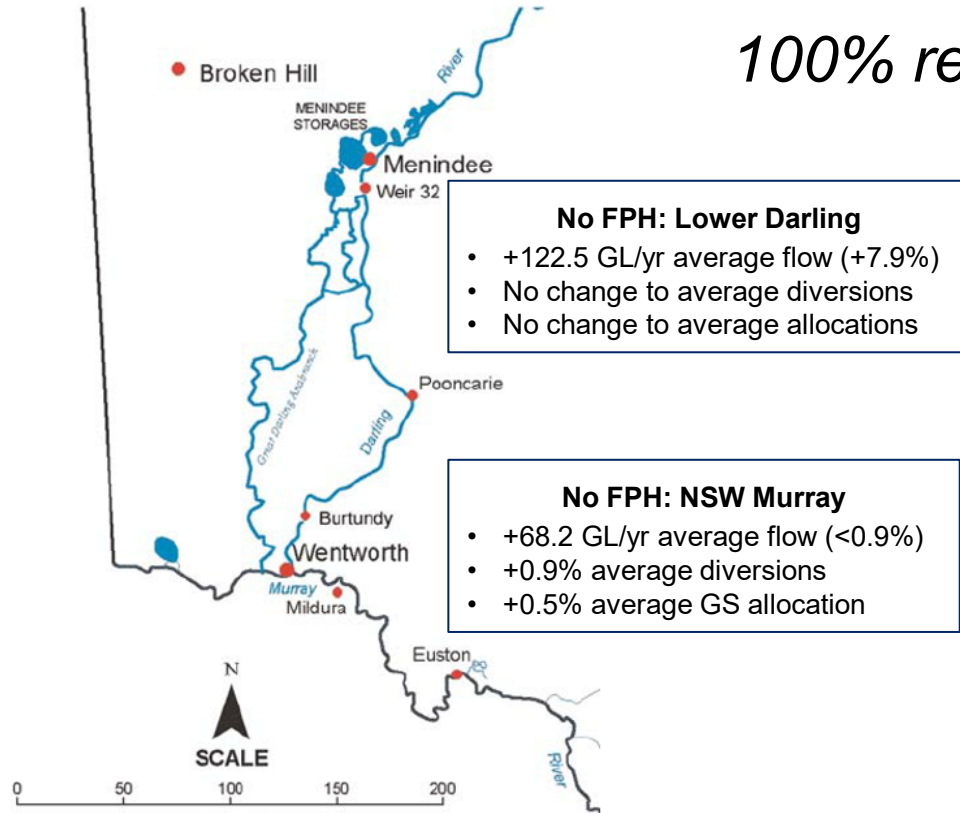 100% re
Broken Hill
River
MENINDEE
STORAGES
Menindee
Weir 32
No FPH: Lower Darling
• +122.5 GL/yr average flow (+7.9%)
• No change to average diversions
• No change to average allocations
Pooncarie
Great Darling Anabranch
Darling
No FPH: NSW Murray
• +68.2 GL/yr average flow (<0.9%)
• +0.9% average diversions
• +0.5% average GS allocation
Burtundy
Wentworth
Murray
Mildura
Euston
N
SCALE
River
0 50 100 150 200